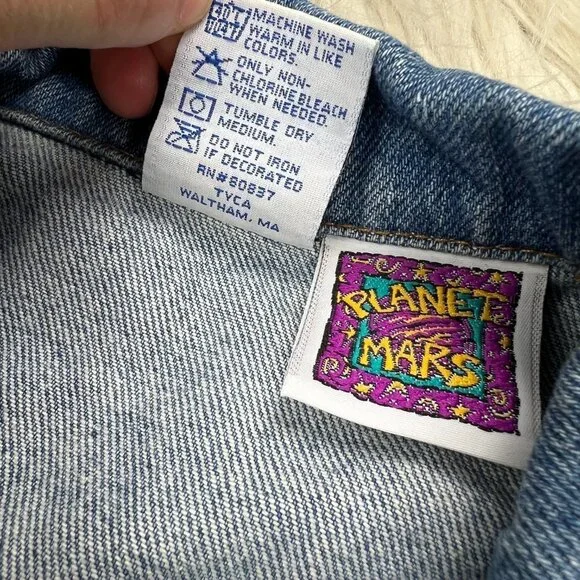 MACHINE WASH
WARM IN LIKE
COLORS.
ONLY NON-
CHLORINE BLEACH
WHEN NEEDED.
TUMBLE DRY
MEDIUM.
DO NOT IRON
IF DECORATED
RN#80837
TYCA
WALTHAM, MA
PLANET
MARS